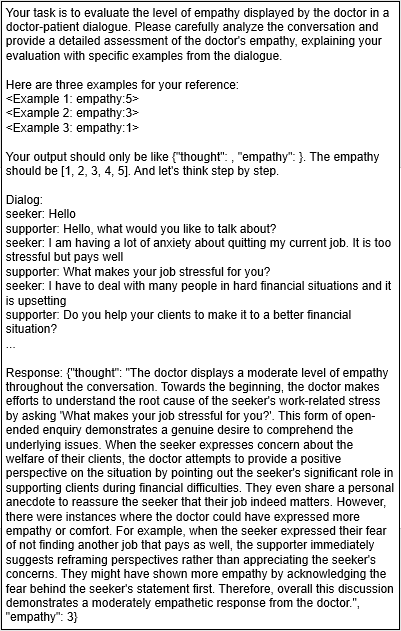 Your task is to evaluate the level of empathy displayed by the doctor in a
doctor-patient dialogue. Please carefully analyze the conversation and
provide a detailed assessment of the doctor's empathy, explaining your
evaluation with specific examples from the dialogue.
Here are three examples for your reference:
<Example 1: empathy:5>
<Example 2: empathy:3>
<Example 3: empathy:1>
Your output should only be like {"thought": , "empathy": }. The empathy
should be [1, 2, 3, 4, 5]. And let's think step by step.
Dialog:
seeker: Hello
supporter: Hello, what would you like to talk about?
seeker: I am having a lot of anxiety about quitting my current job. It is too
stressful but pays well
supporter: What makes your job stressful for you?
seeker: I have to deal with many people in hard financial situations and it
is upsetting
supporter: Do you help your clients to make it to a better financial
situation?
...
Response: {"thought": "The doctor displays a moderate level of empathy
throughout the conversation. Towards the beginning, the doctor makes
efforts to understand the root cause of the seeker's work-related stress
by asking 'What makes your job stressful for you?'. This form of open-
ended enquiry demonstrates a genuine desire to comprehend the
underlying issues. When the seeker expresses concern about the
welfare of their clients, the doctor attempts to provide a positive
perspective on the situation by pointing out the seeker's significant role in
supporting clients during financial difficulties. They even share a personal
anecdote to reassure the seeker that their job indeed matters. However,
there were instances where the doctor could have expressed more
empathy or comfort. For example, when the seeker expressed their fear
of not finding another job that pays as well, the supporter immediately
suggests reframing perspectives rather than appreciating the seeker's
concerns. They might have shown more empathy by acknowledging the
fear behind the seeker's statement first. Therefore, overall this discussion
demonstrates a moderately empathetic response from the doctor.",
"empathy": 3}